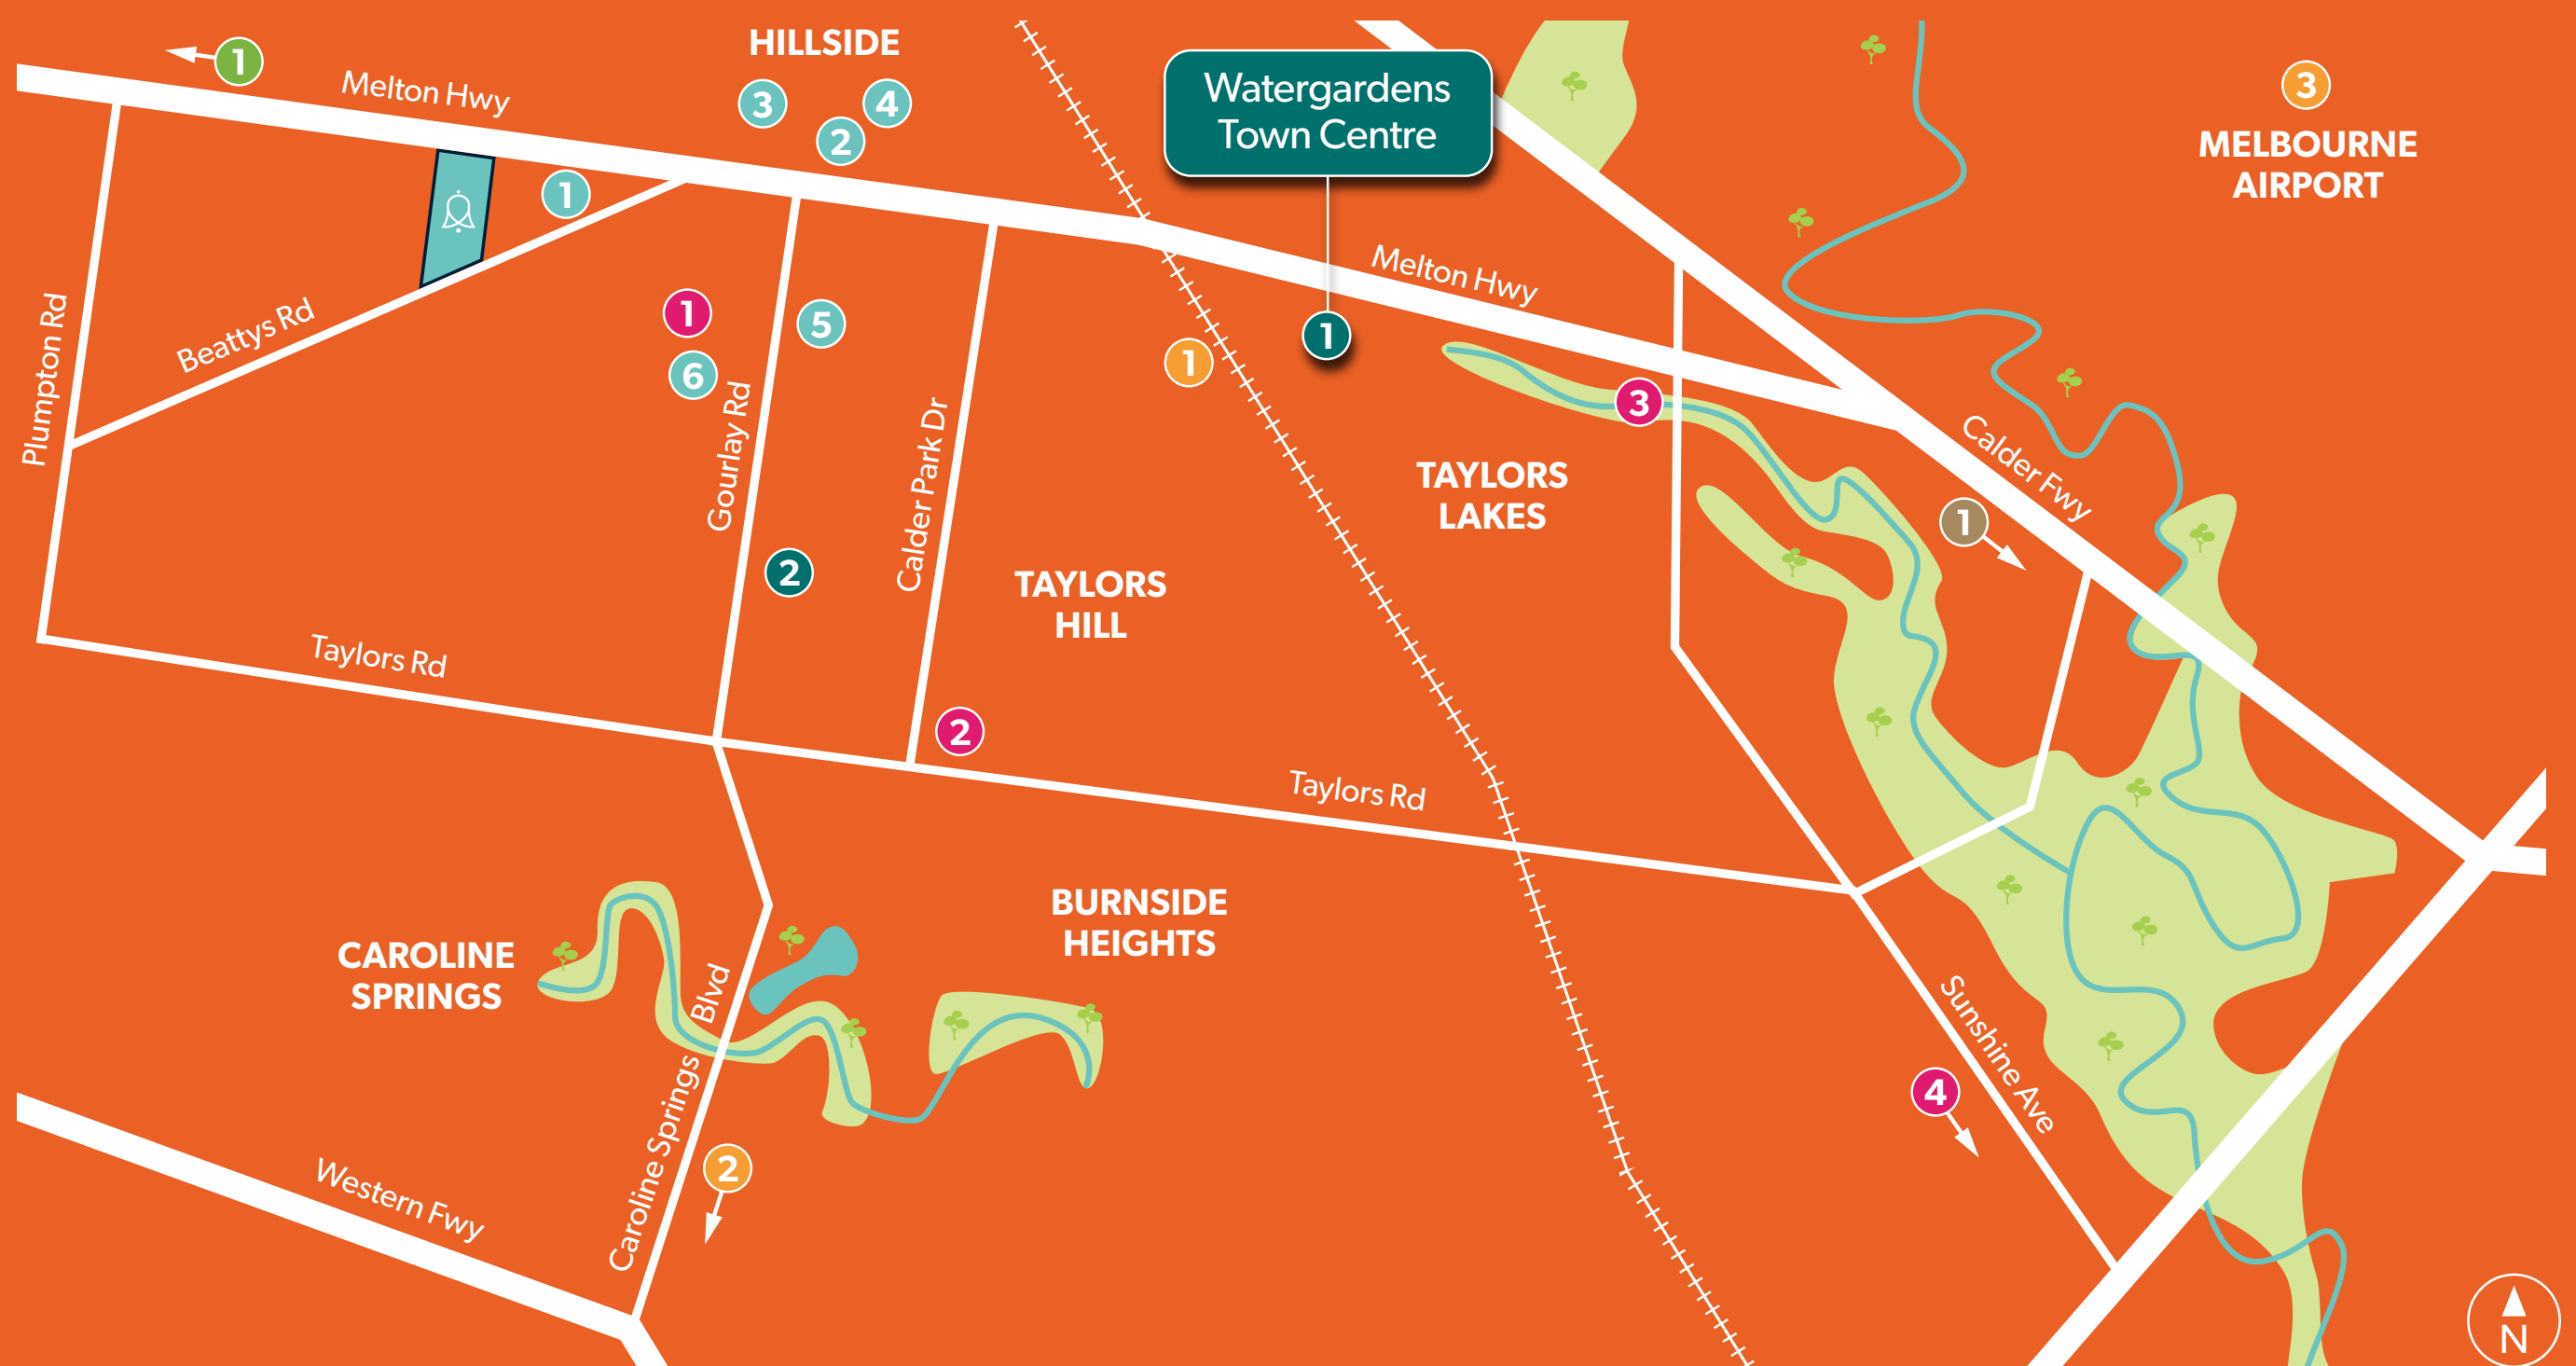 HILLSIDE
1
Melton Hwy
3
4
2
Watergardens
Town Centre
3
MELBOURNE
AIRPORT
1
Melton Hwy
Plumpton Rd
Beattys Rd
1
5
1
1
6
Gourlay Rd
Calder Park Dr
3
TAYLORS
LAKES
Calder Fwy
1
2
TAYLORS
HILL
Taylors Rd
2
Taylors Rd
BURNSIDE
HEIGHTS
CAROLINE
SPRINGS
Caroline Springs Blvd
Sunshine Ave
4
2
Western Fwy
N